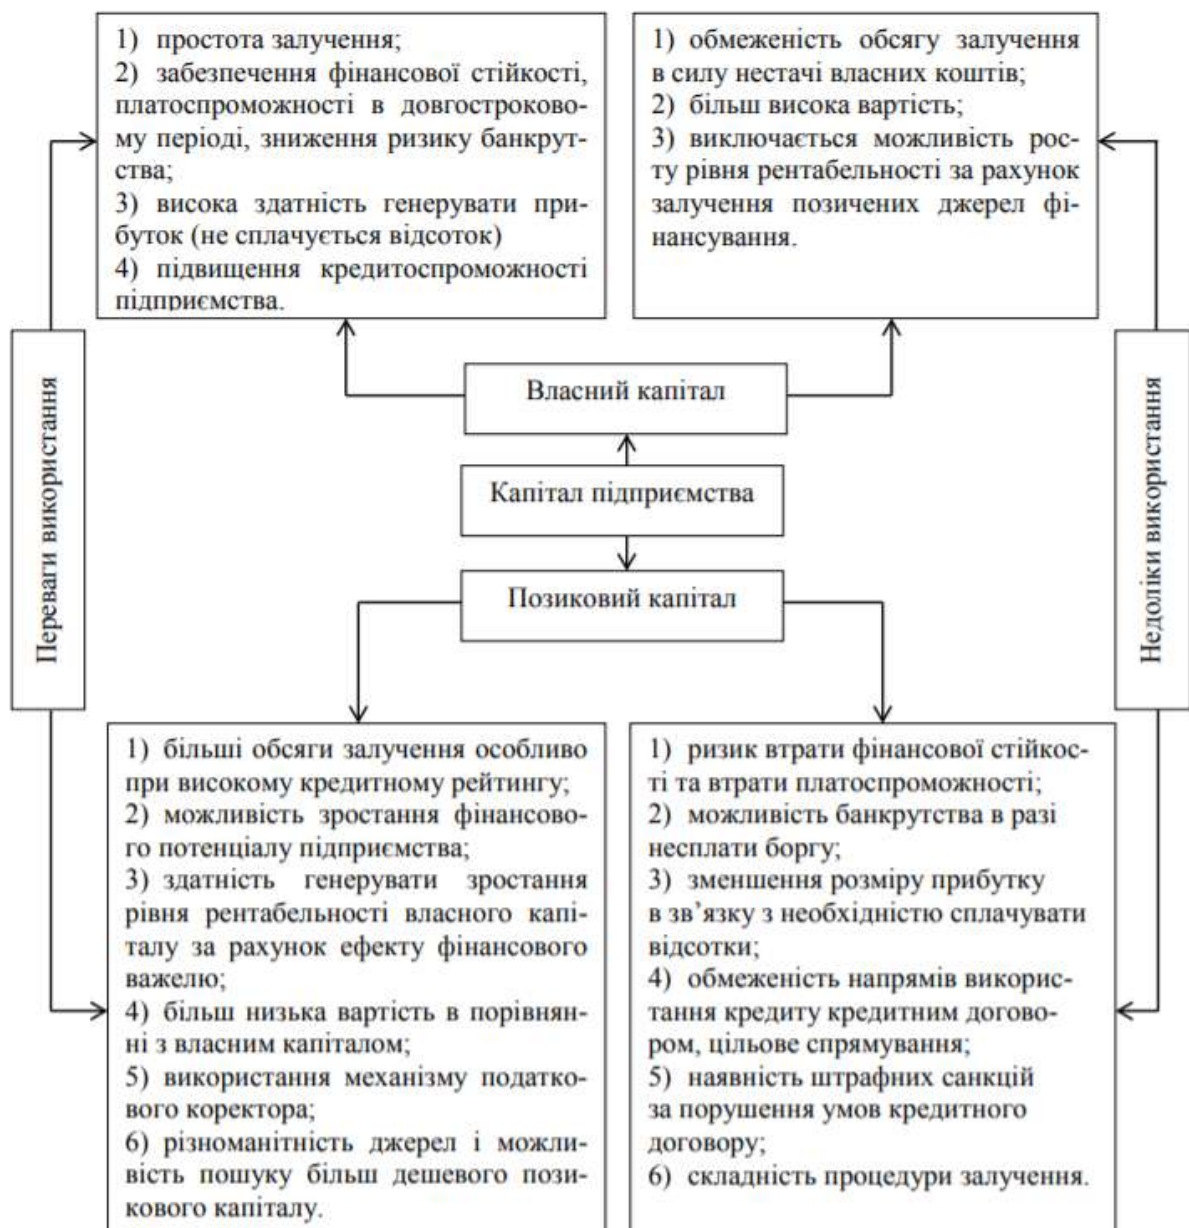 1) простота залучення;
2) забезпечення фінансової стійкості,
платоспроможності в довгостроково-
му періоді, зниження ризику банкрут-
ства;
3) висока здатність генерувати при-
буток (не сплачується відсоток)
4) підвищення кредитоспроможності
підприємства.
1) обмеженість обсягу залучення
в силу нестачі власних коштів;
2) більш висока вартість;
3) виключається можливість рос-
ту рівня рентабельності за рахунок
залучення позичених джерел фі-
нансування.
Переваги використання
Власний капітал
Капітал підприємства
Позиковий капітал
Недоліки використання
1) більші обсяги залучення особливо
при високому кредитному рейтингу;
2) можливість зростання фінансово-
го потенціалу підприємства;
3) здатність генерувати зростання
рівня рентабельності власного капі-
талу за рахунок ефекту фінансового
важелю;
4) більш низька вартість в порівнян-
ні з власним капіталом;
5) використання механізму податко-
вого коректора;
6) різноманітність джерел і можли-
вість пошуку більш дешевого пози-
кового капіталу.
1) ризик втрати фінансової стійкос-
ті та втрати платоспроможності;
2) можливість банкрутства в разі
несплати боргу;
3) зменшення розміру прибутку
в зв’язку з необхідністю сплачувати
відсотки;
4) обмеженість напрямів викорис-
тання кредиту кредитним догово-
ром, цільове спрямування;
5) наявність штрафних санкцій
за порушення умов кредитного
договору;
6) складність процедури залучення.